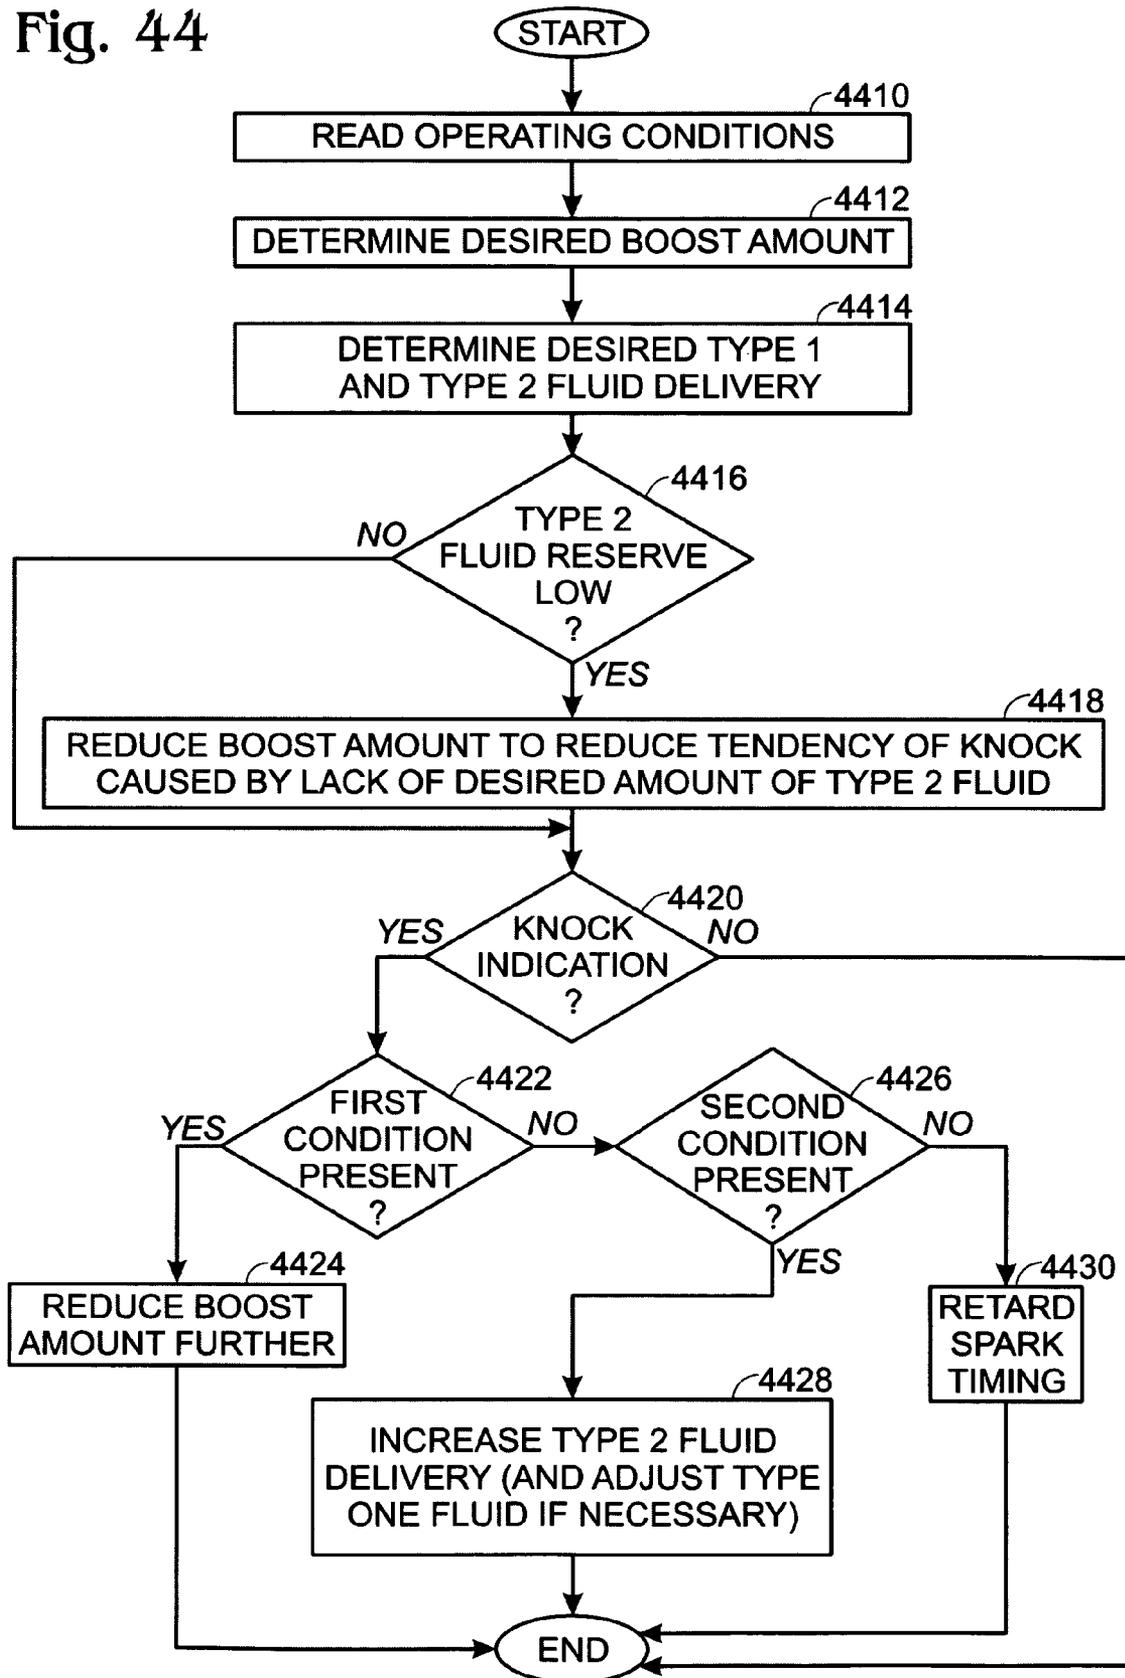 Fig. 44
START
4410
READ OPERATING CONDITIONS
4412
DETERMINE DESIRED BOOST AMOUNT
4414
DETERMINE DESIRED TYPE 1
AND TYPE 2 FLUID DELIVERY
4416
TYPE 2
FLUID RESERVE
LOW
?
NO
YES
4418
REDUCE BOOST AMOUNT TO REDUCE TENDENCY OF KNOCK
CAUSED BY LACK OF DESIRED AMOUNT OF TYPE 2 FLUID
4420
KNOCK
INDICATION
?
YES
NO
4422
FIRST
CONDITION
PRESENT
?
YES
NO
4426
SECOND
CONDITION
PRESENT
?
NO
YES
4424
REDUCE BOOST
AMOUNT FURTHER
4430
RETARD
SPARK
TIMING
4428
INCREASE TYPE 2 FLUID
DELIVERY (AND ADJUST TYPE
ONE FLUID IF NECESSARY)
END